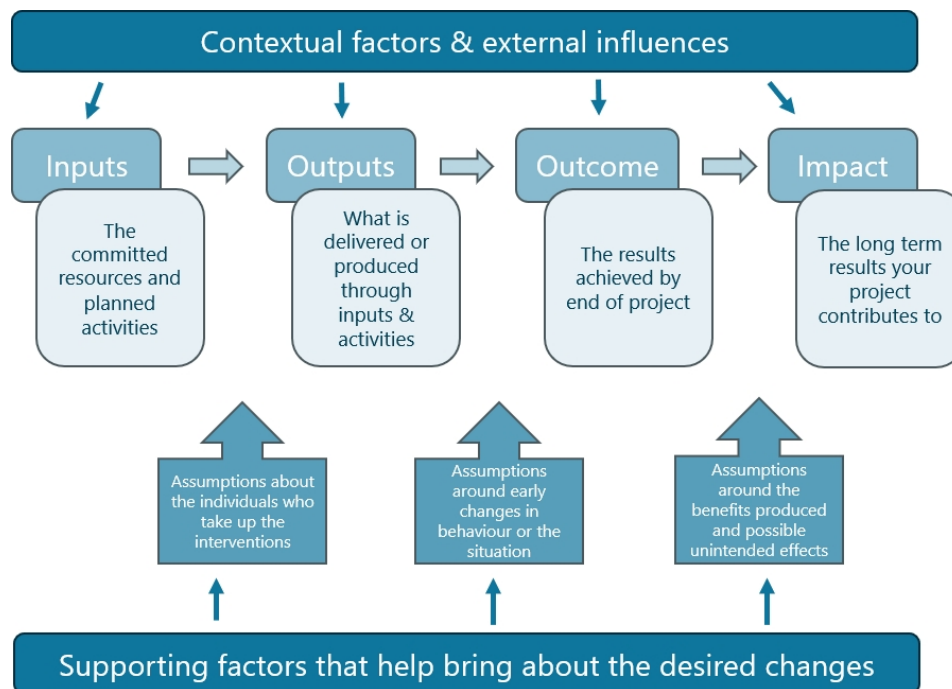 Contextual factors & external influences
Inputs
Outputs
Outcome
Impact
The
committed
resources and
planned
activities
What is
delivered or
produced
through
inputs &
activities
The results
achieved by
end of project
The long term
results your
project
contributes to
Assumptions about
the individuals who
take up the
interventions
Assumptions
around early
changes in
behaviour or the
situation
Assumptions
around the
benefits produced
and possible
unintended effects
Supporting factors that help bring about the desired changes